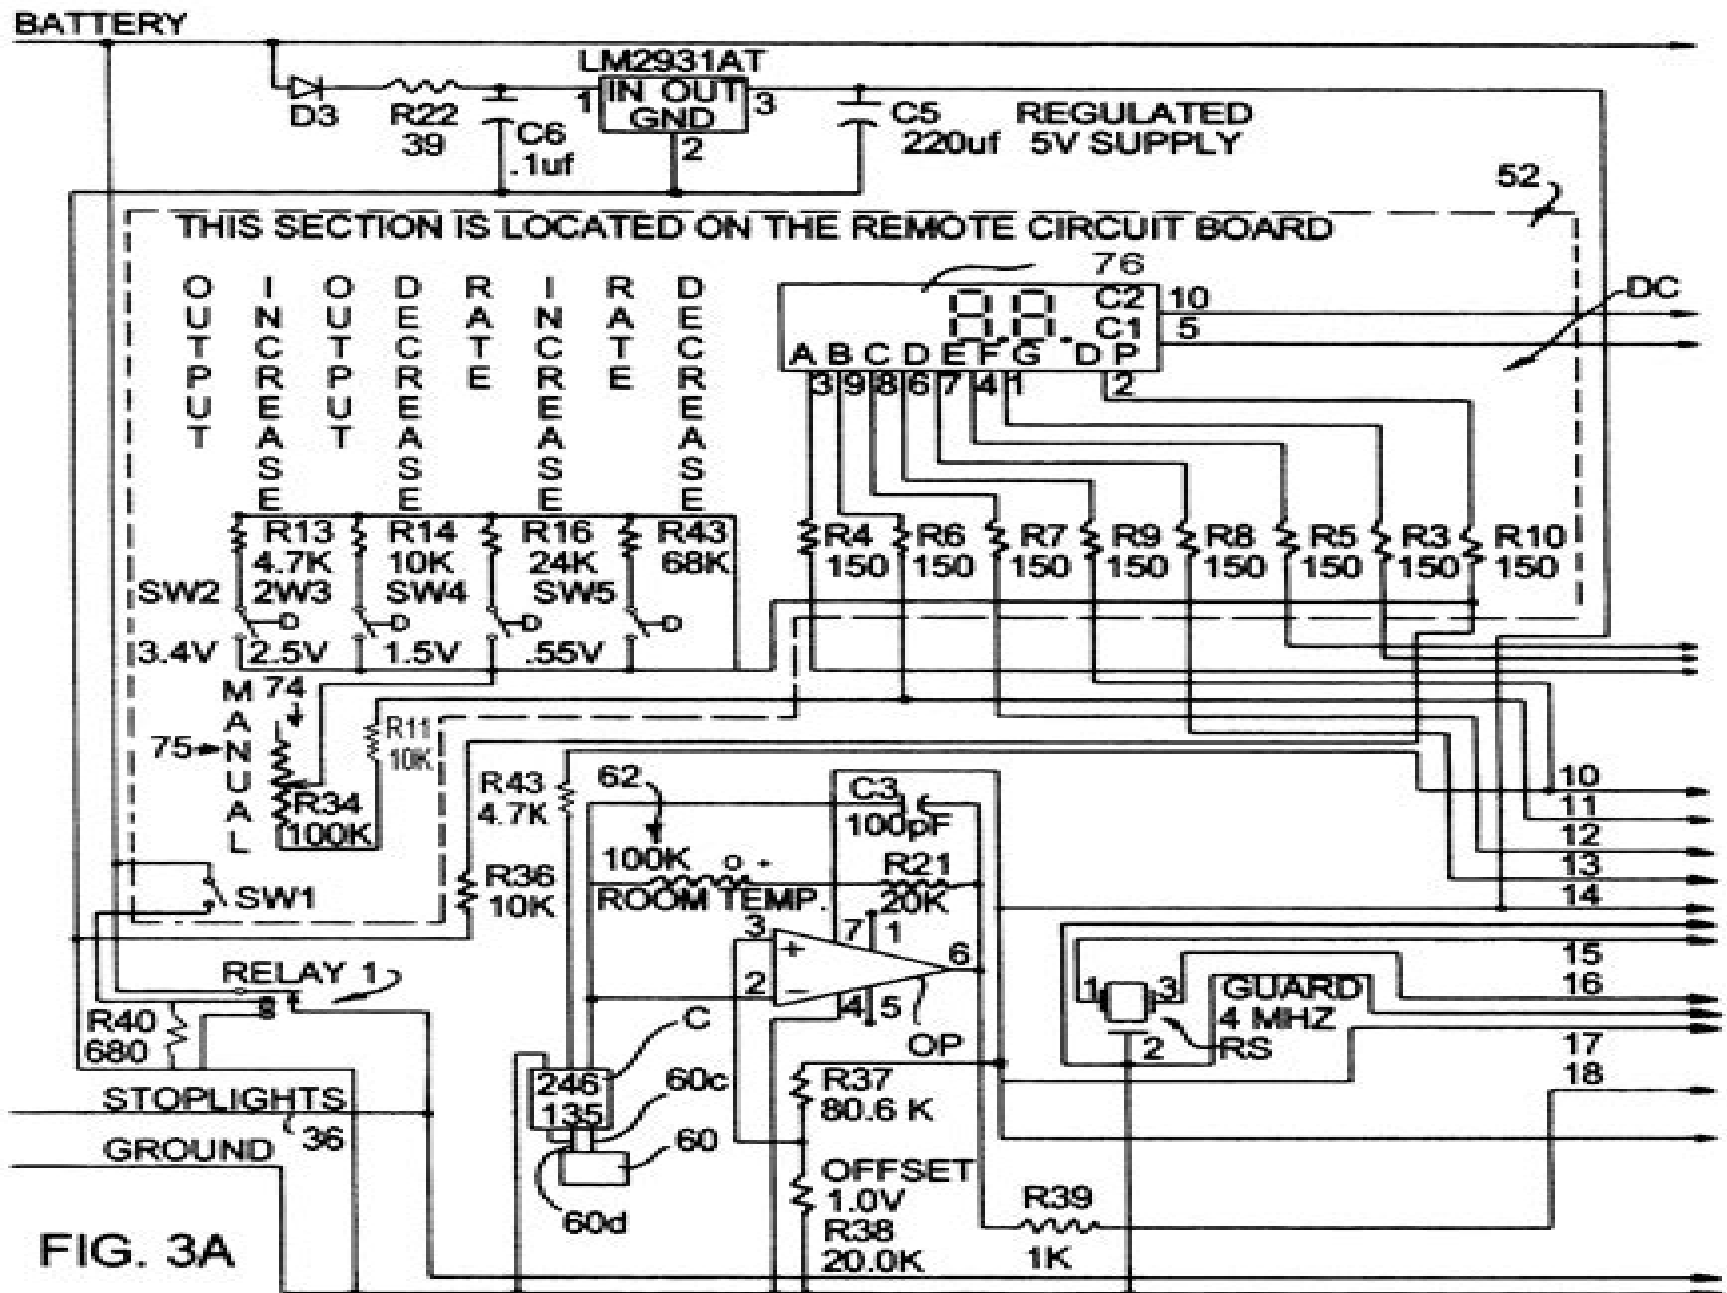 BATTERY
LM2931AT
1 IN OUT 3
GND
2
D3
R22
39
C6
.1uf
C5
220uf
REGULATED
5V SUPPLY
52
THIS SECTION IS LOCATED ON THE REMOTE CIRCUIT BOARD
OUTPUT
INCREASE
OUTPUT
DECREASE
RATE
INCREASE
RATE
DECREASE
76
8.8.
C2 10
C1 5
A B C D E F G D P
3 9 8 6 7 4 1 2
DC
R13 R14 R16 R43
4.7K 10K 24K 68K
SW2 2W3 SW4 SW5
3.4V 2.5V 1.5V .55V
R4 R6 R7 R9 R8 R5 R3 R10
150 150 150 150 150 150 150 150
MANUAL
74
75
R11
10K
R34
100K
SW1
R43
4.7K
R36
10K
62
C3
100pF
100K
ROOM TEMP.
R21
20K
3 +
2 −
7 1
6
4 5
OP
10
11
12
13
14
15
16
17
18
RELAY 1
R40
680
STOPLIGHTS
36
GROUND
C
246
135
60c
60
60d
R37
80.6 K
OFFSET
1.0V
R38
20.0K
R39
1K
1 3
2
GUARD
4 MHZ
RS
FIG. 3A